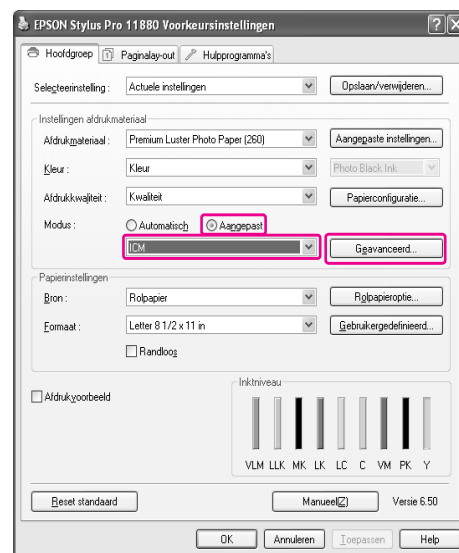 EPSON Stylus Pro 11880 Voorkeursinstellingen
Hoofdgroep Paginalay-out Hulpprogramma's
Selecteerinstelling : Actuele instellingen Opslaan/verwijderen...
Instellingen afdrukmateriaal
Afdrukmateriaal : Premium Luster Photo Paper (260) Aangepaste instellingen...
Kleur : Kleur Photo Black Ink
Afdrukkwaliteit : Kwaliteit Papierconfiguratie...
Modus : Automatisch Aangepast
ICM Geavanceerd...
Papierinstellingen
Bron : Rolpapier Rolpapieroptie...
Formaat : Letter 8 1/2 x 11 in Gebruikergedefinieerd...
Randloos
Afdrukvoorbeeld
Inktniveau
VLM LLK MK LK LC C VM PK Y
Reset standaard Manueel(Z) Versie 6.50
OK Annuleren Toepassen Help